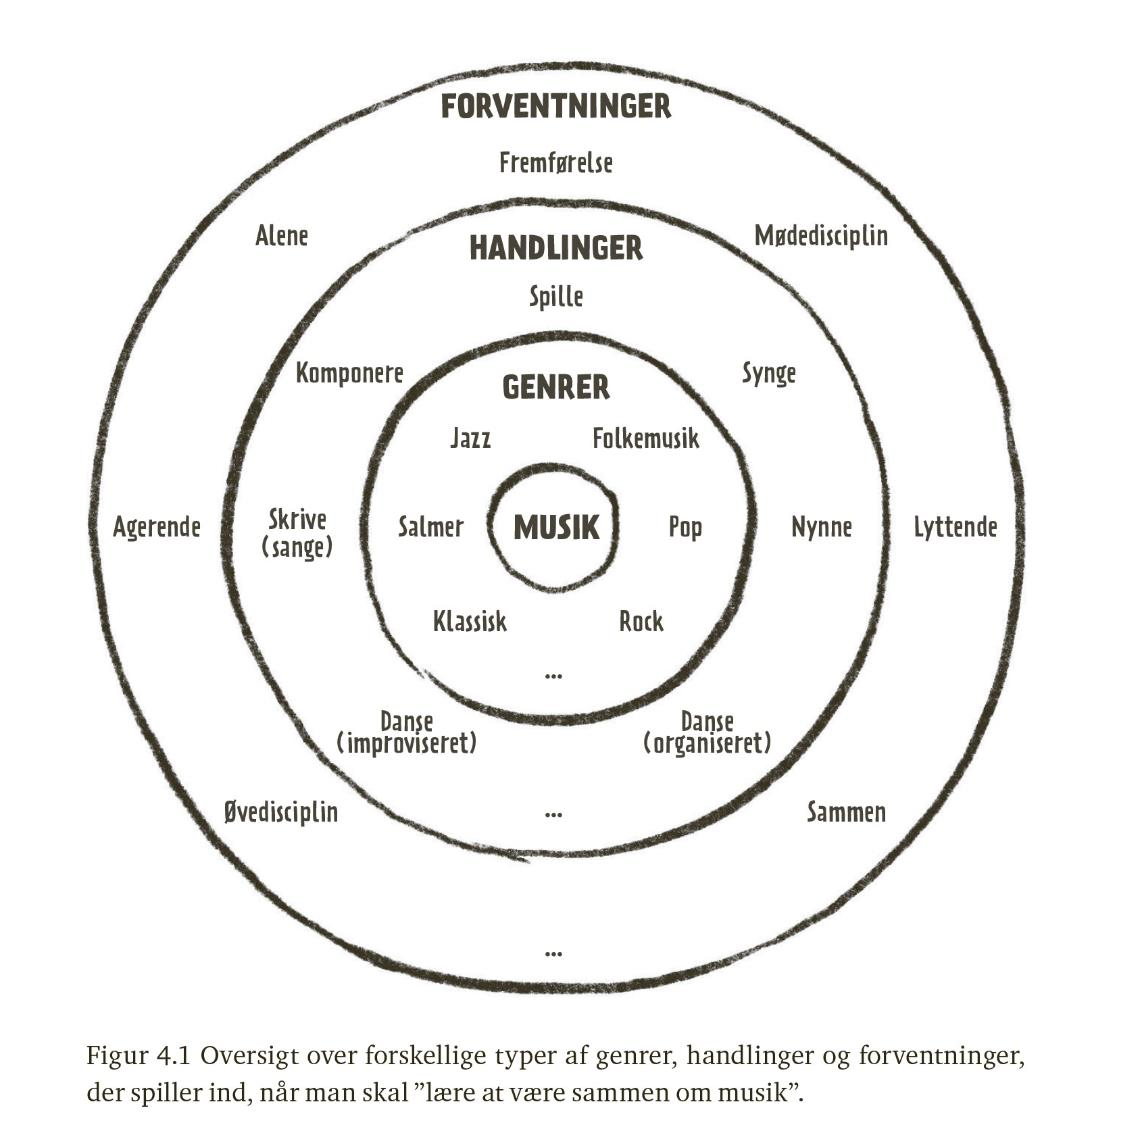 FORVENTNINGER
Fremførelse
Alene
Mødedisciplin
HANDLINGER
Spille
Komponere
Synge
GENRER
Jazz
Folkemusik
Agerende
Skrive
(sange)
Salmer
MUSIK
Pop
Nynne
Lyttende
Klassisk
Rock
...
Danse
(improviseret)
Danse
(organiseret)
Øvedisciplin
...
Sammen
...
Figur 4.1 Oversigt over forskellige typer af genrer, handlinger og forventninger,
der spiller ind, når man skal ”lære at være sammen om musik”.